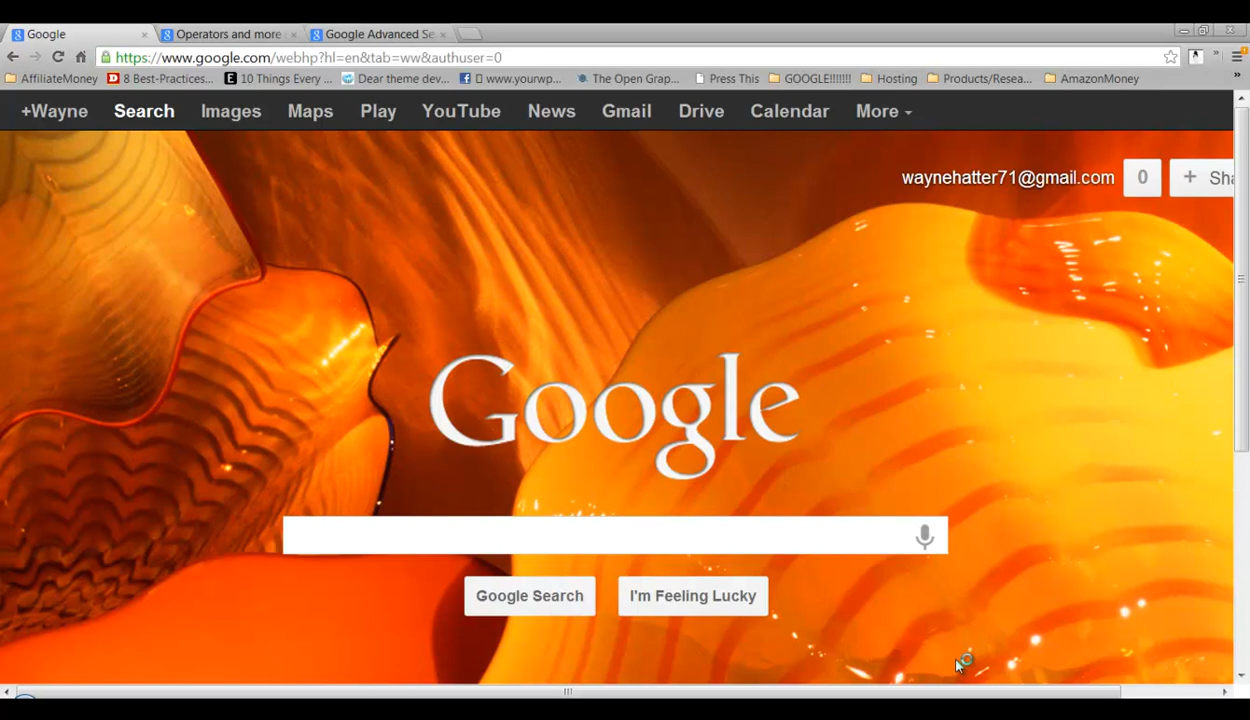 Google
Operators and more
Google Advanced Se
https://www.google.com/webhp?hl=en&tab=ww&authuser=0
AffiliateMoney 8 Best-Practices... 10 Things Every ... Dear theme dev... www.yourwp... The Open Grap... Press This GOOGLE!!!!!!! Hosting Products/Resea... AmazonMoney
+Wayne Search Images Maps Play YouTube News Gmail Drive Calendar More
waynehatter71@gmail.com 0 + Sha
Google
Google Search I'm Feeling Lucky